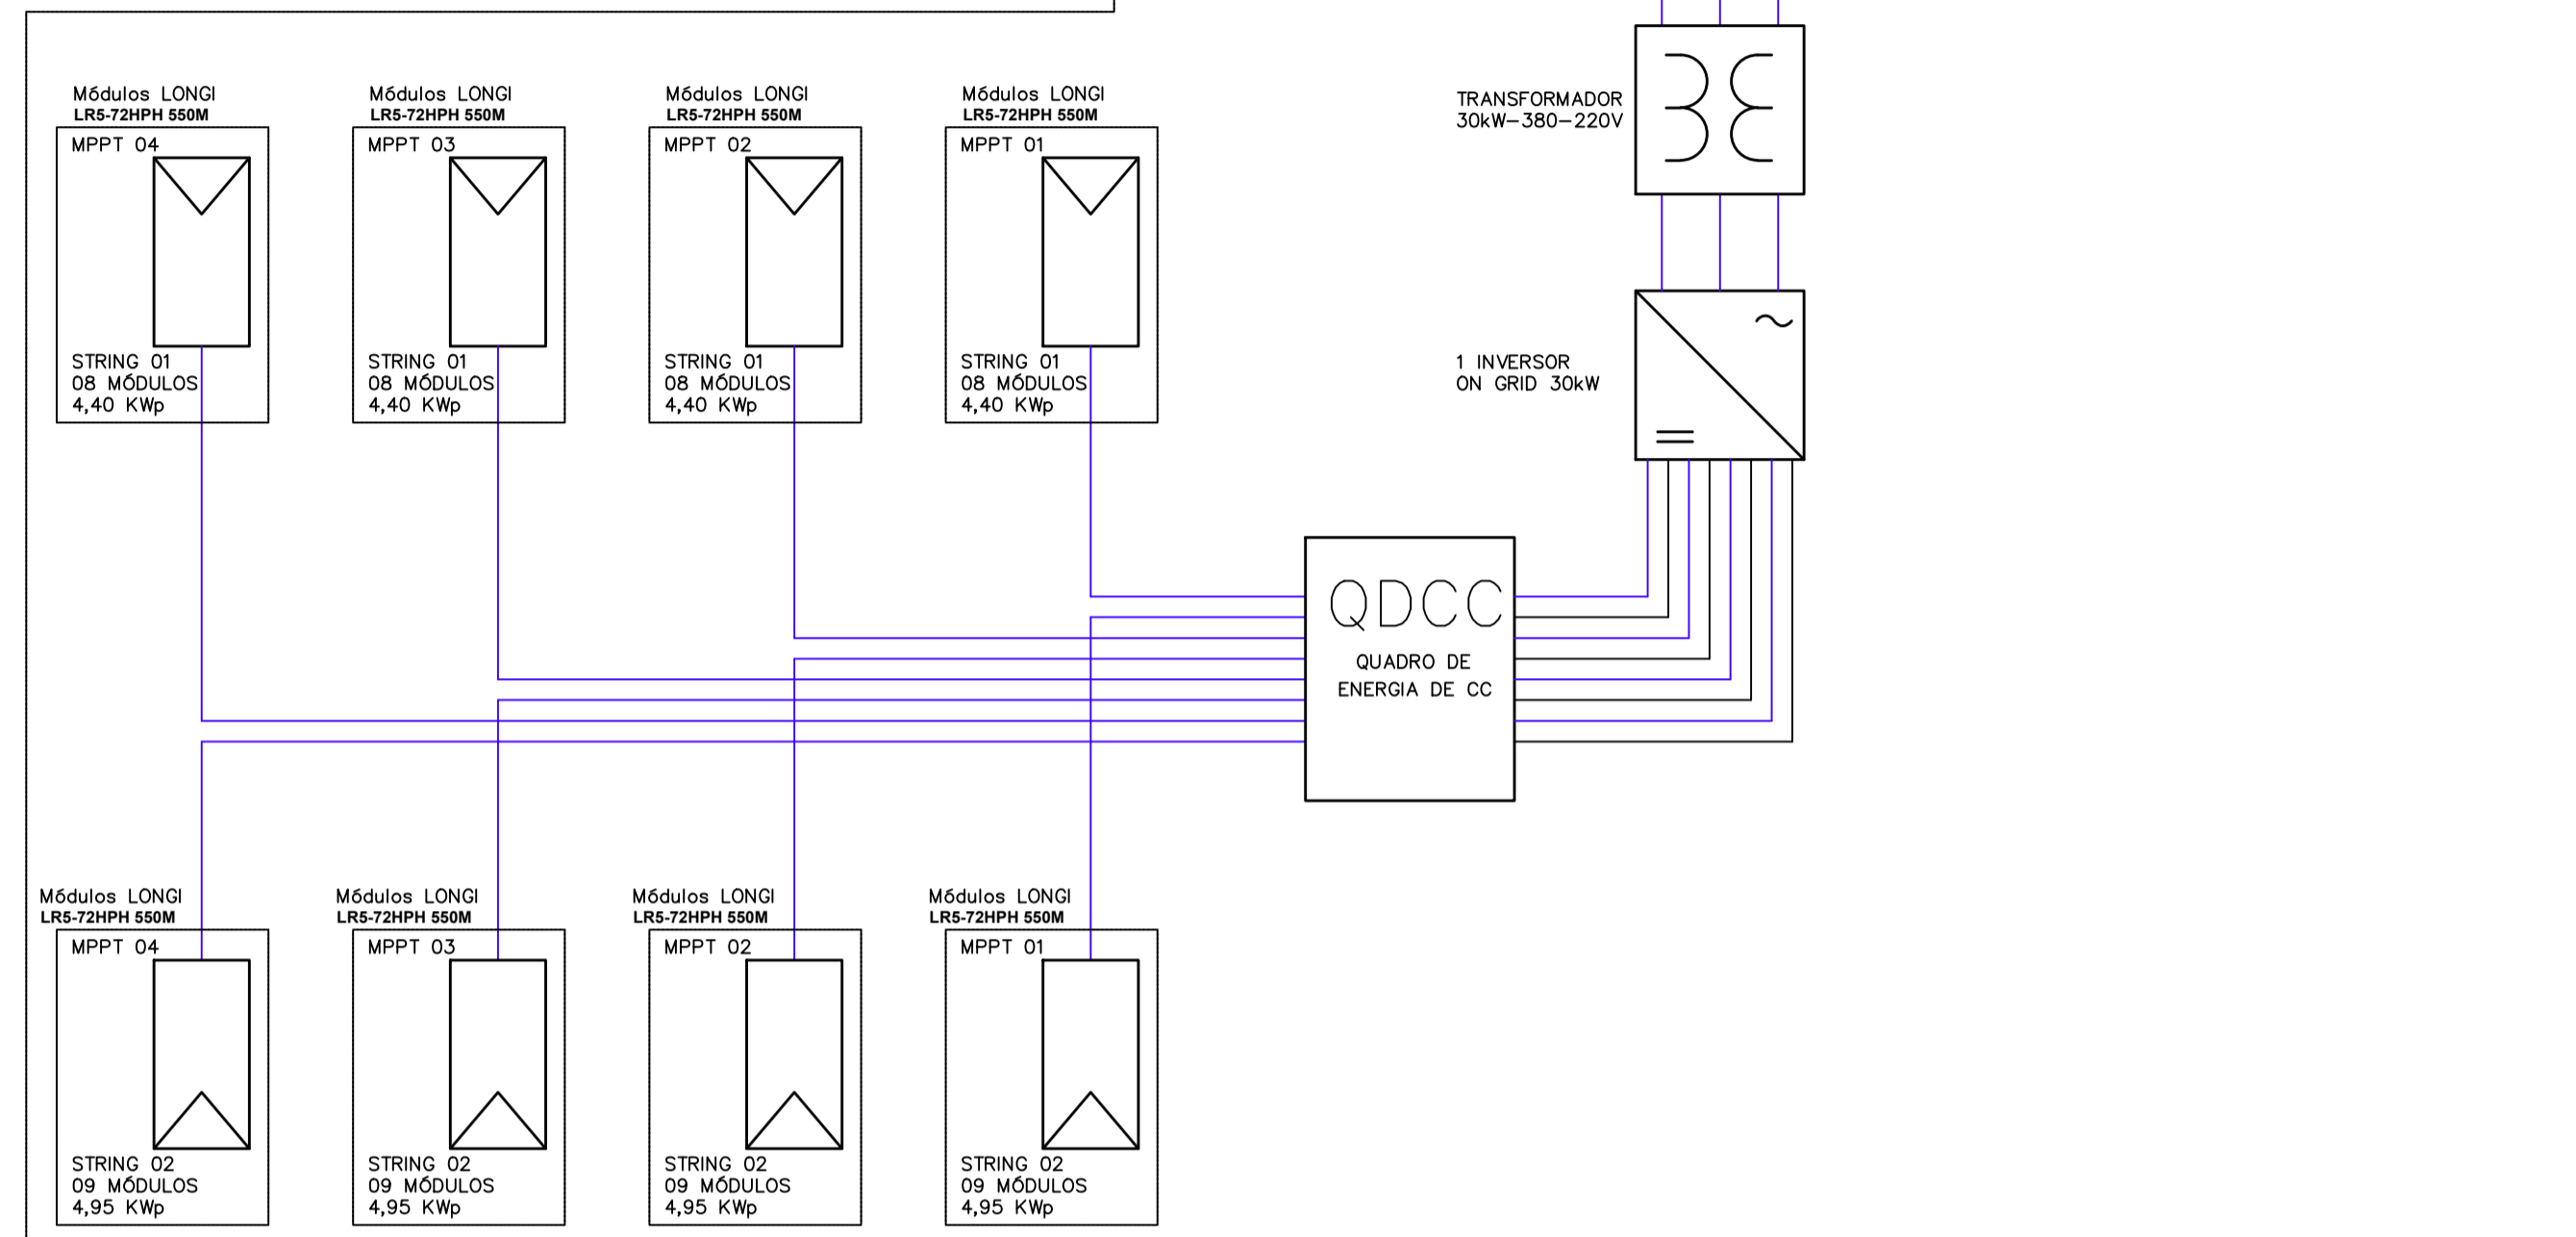 Módulos LONGI
LR5-72HPH 550M
MPPT 04
STRING 01
08 MÓDULOS
4,40 KWp
Módulos LONGI
LR5-72HPH 550M
MPPT 03
STRING 01
08 MÓDULOS
4,40 KWp
Módulos LONGI
LR5-72HPH 550M
MPPT 02
STRING 01
08 MÓDULOS
4,40 KWp
Módulos LONGI
LR5-72HPH 550M
MPPT 01
STRING 01
08 MÓDULOS
4,40 KWp
TRANSFORMADOR
30kW-380-220V
1 INVERSOR
ON GRID 30kW
QDCC
QUADRO DE
ENERGIA DE CC
Módulos LONGI
LR5-72HPH 550M
MPPT 04
STRING 02
09 MÓDULOS
4,95 KWp
Módulos LONGI
LR5-72HPH 550M
MPPT 03
STRING 02
09 MÓDULOS
4,95 KWp
Módulos LONGI
LR5-72HPH 550M
MPPT 02
STRING 02
09 MÓDULOS
4,95 KWp
Módulos LONGI
LR5-72HPH 550M
MPPT 01
STRING 02
09 MÓDULOS
4,95 KWp